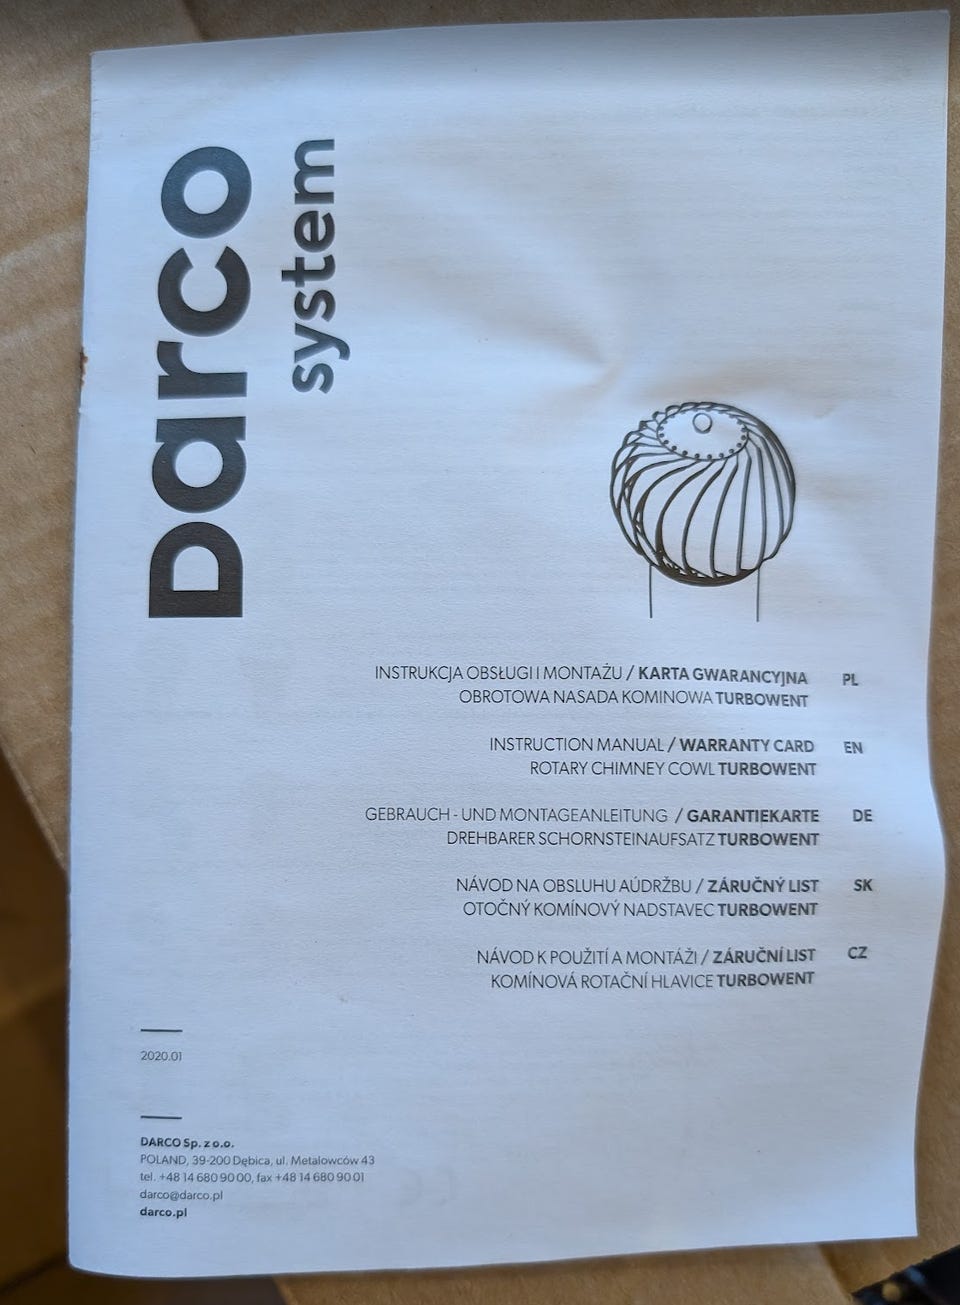 Darco
system
INSTRUKCJA OBSŁUGI I MONTAŻU / KARTA GWARANCYJNA PL
OBROTOWA NASADA KOMINOWA TURBOWENT
INSTRUCTION MANUAL / WARRANTY CARD EN
ROTARY CHIMNEY COWL TURBOWENT
GEBRAUCH - UND MONTAGEANLEITUNG / GARANTIEKARTE DE
DREHBARER SCHORNSTEINAUFSATZ TURBOWENT
NÁVOD NA OBSLUHU AÚDRŽBU / ZÁRUČNÝ LIST SK
OTOČNÝ KOMÍNOVÝ NADSTAVEC TURBOWENT
NÁVOD K POUŽITÍ A MONTÁŽI / ZÁRUČNÍ LIST CZ
KOMÍNOVÁ ROTAČNÍ HLAVICE TURBOWENT
2020.01
DARCO Sp. z o.o.
POLAND, 39-200 Dębica, ul. Metalowców 43
tel. +48 14 680 90 00, fax +48 14 680 90 01
darco@darco.pl
darco.pl